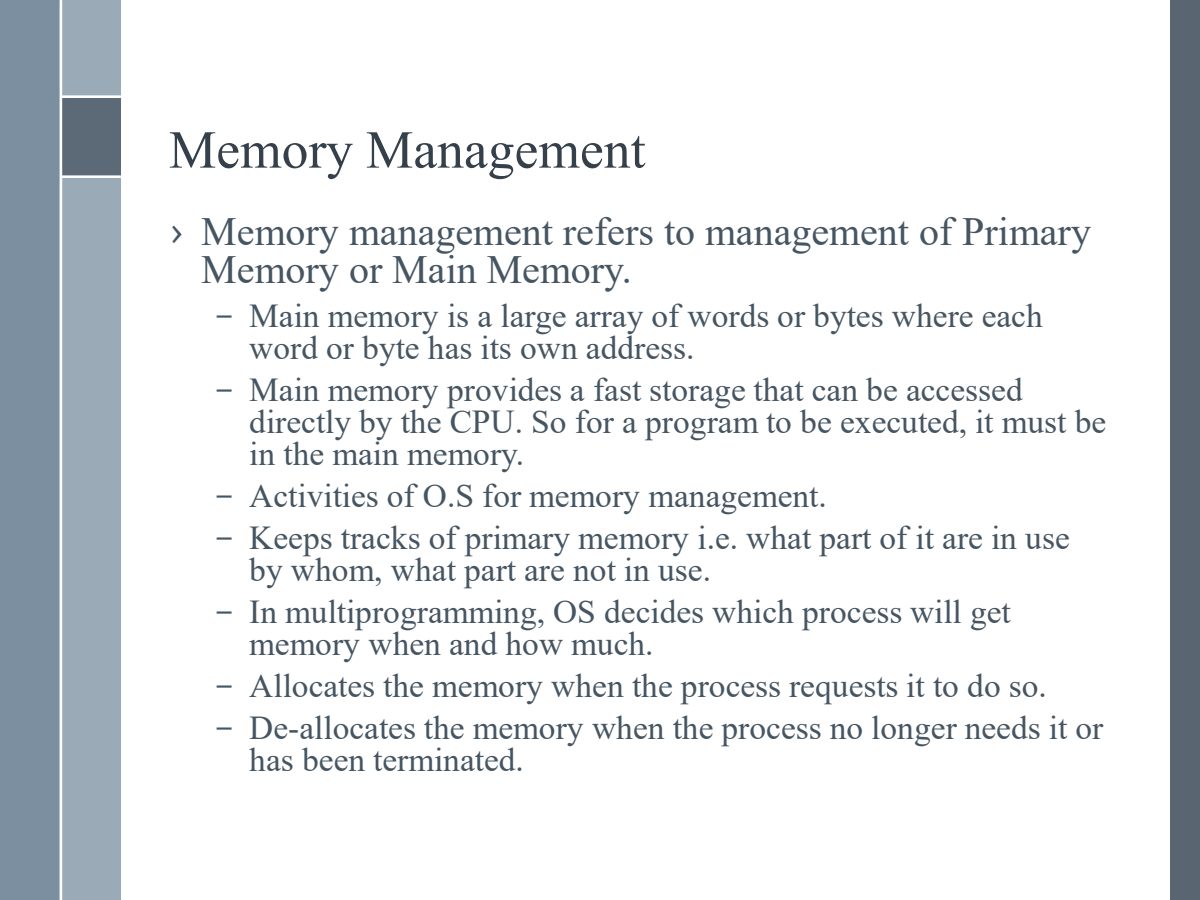 Memory Management
› Memory management refers to management of Primary
Memory or Main Memory.
– Main memory is a large array of words or bytes where each
word or byte has its own address.
– Main memory provides a fast storage that can be accessed
directly by the CPU. So for a program to be executed, it must be
in the main memory.
– Activities of O.S for memory management.
– Keeps tracks of primary memory i.e. what part of it are in use
by whom, what part are not in use.
– In multiprogramming, OS decides which process will get
memory when and how much.
– Allocates the memory when the process requests it to do so.
– De-allocates the memory when the process no longer needs it or
has been terminated.